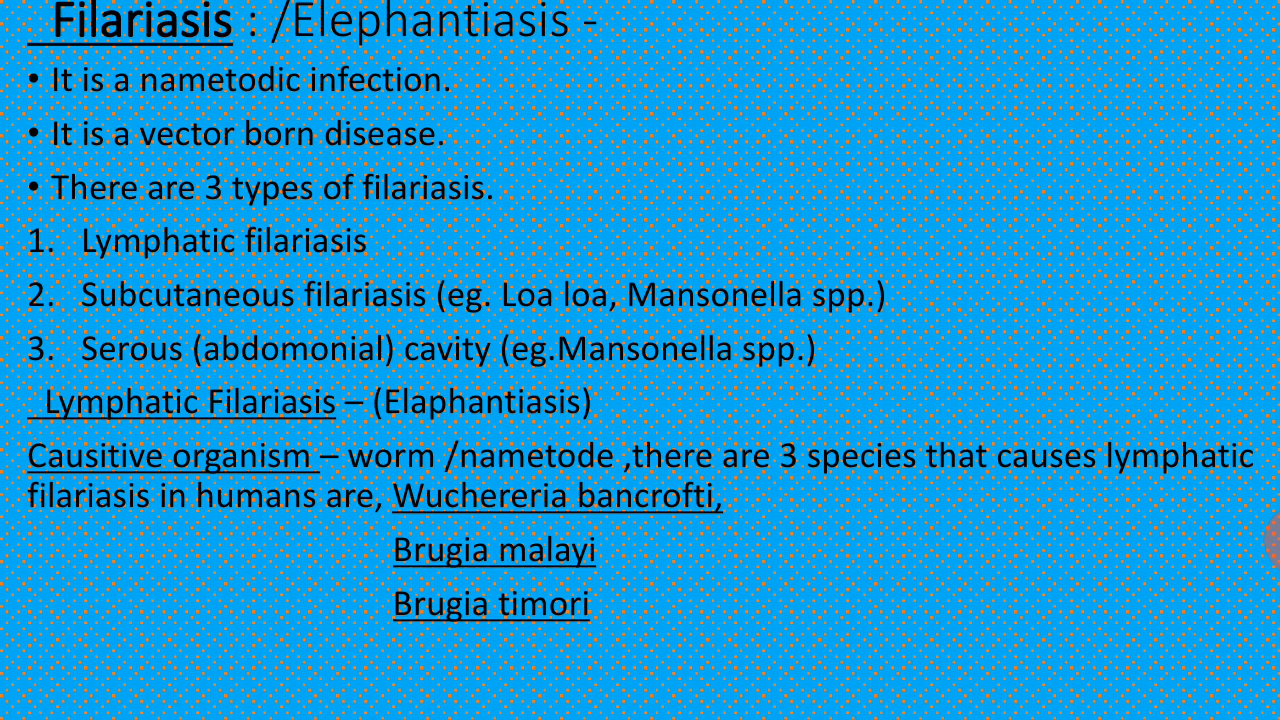 Filariasis : /Elephantiasis -
• It is a nametodic infection.
• It is a vector born disease.
• There are 3 types of filariasis.
1. Lymphatic filariasis
2. Subcutaneous filariasis (eg. Loa loa, Mansonella spp.)
3. Serous (abdomonial) cavity (eg.Mansonella spp.)
Lymphatic Filariasis – (Elaphantiasis)
Causitive organism – worm /nametode ,there are 3 species that causes lymphatic
filariasis in humans are, Wuchereria bancrofti,
Brugia malayi
Brugia timori